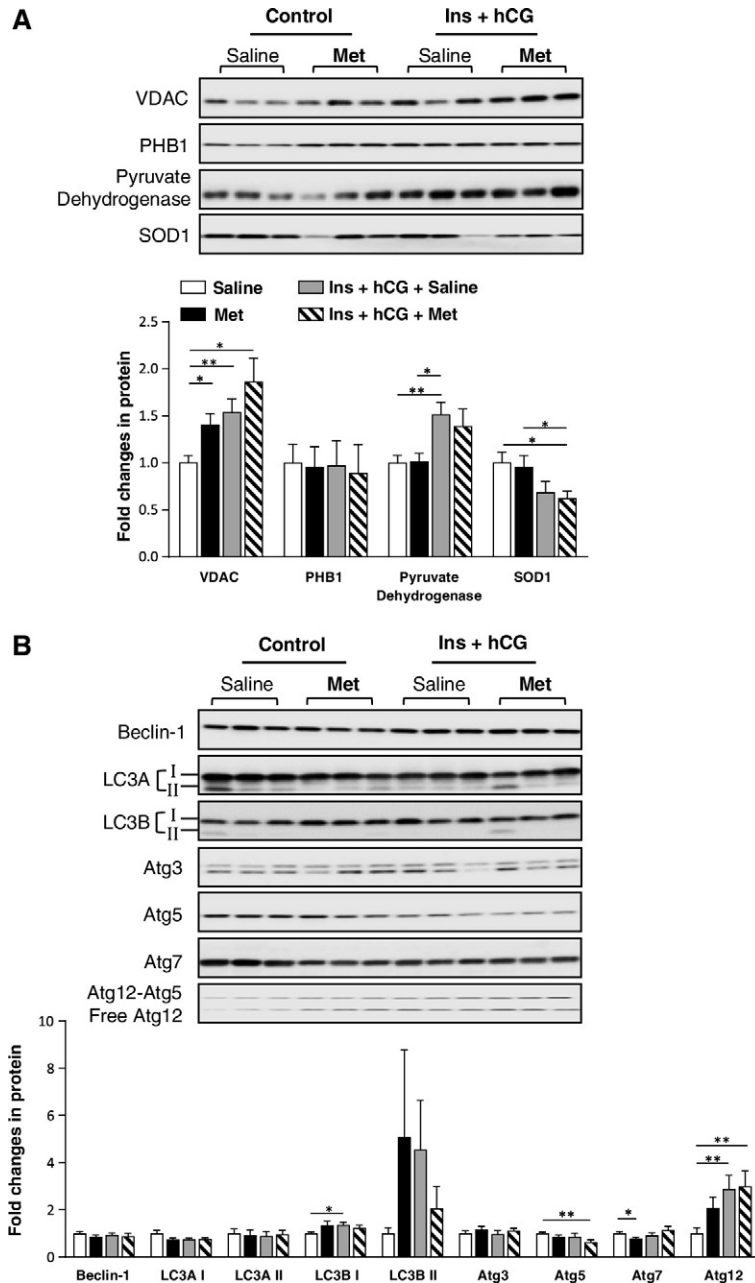 A
Control Ins + hCG
Saline Met Saline Met
VDAC
PHB1
Pyruvate
Dehydrogenase
SOD1
Saline Ins + hCG + Saline
Met Ins + hCG + Met
Fold changes in protein
2.5
2.0
1.5
1.0
0.5
0.0
* ** * ** * * *
VDAC PHB1 Pyruvate SOD1
Dehydrogenase
B
Control Ins + hCG
Saline Met Saline Met
Beclin-1
LC3A I
II
LC3B I
II
Atg3
Atg5
Atg7
Atg12-Atg5
Free Atg12
Fold changes in protein
10
8
6
4
2
0
* ** * ** **
Beclin-1 LC3A I LC3A II LC3B I LC3B II Atg3 Atg5 Atg7 Atg12